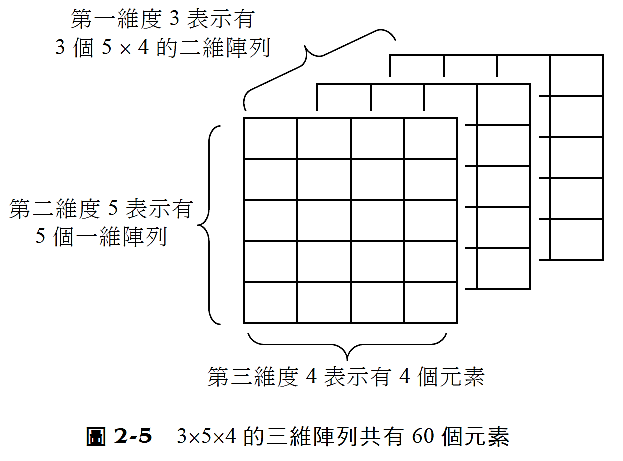 第一維度 3 表示有
3 個 5 × 4 的二維陣列
第二維度 5 表示有
5 個一維陣列
第三維度 4 表示有 4 個元素
圖 2-5 3×5×4 的三維陣列共有 60 個元素